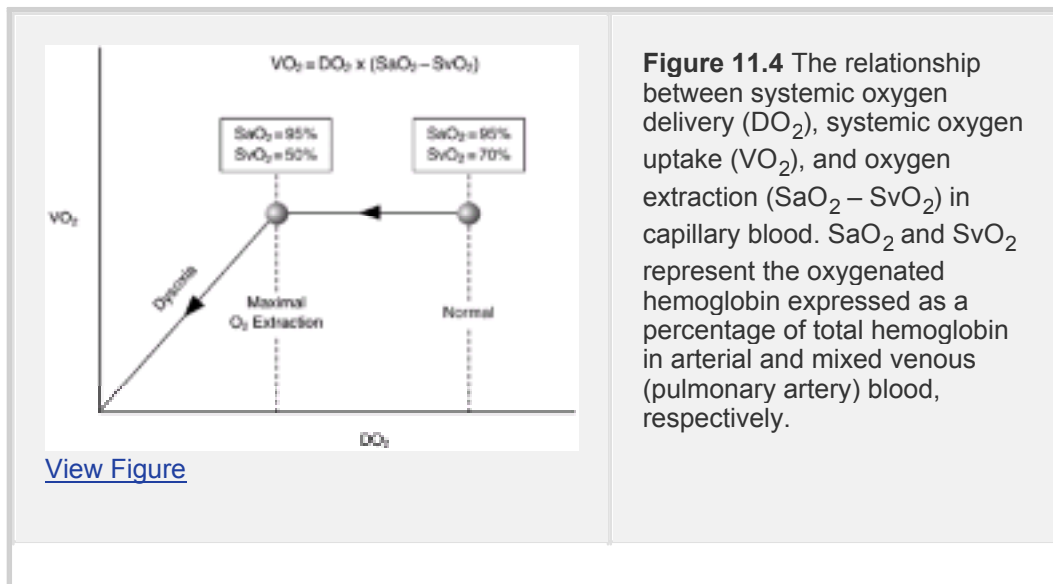 VO₂ = DO₂ x (SaO₂ – SvO₂)
SaO₂ = 95%
SvO₂ = 50%
SaO₂ = 95%
SvO₂ = 70%
VO₂
Dysoxia
Maximal
O₂ Extraction
Normal
DO₂
View Figure
Figure 11.4 The relationship
between systemic oxygen
delivery (DO₂), systemic oxygen
uptake (VO₂), and oxygen
extraction (SaO₂ – SvO₂) in
capillary blood. SaO₂ and SvO₂
represent the oxygenated
hemoglobin expressed as a
percentage of total hemoglobin
in arterial and mixed venous
(pulmonary artery) blood,
respectively.